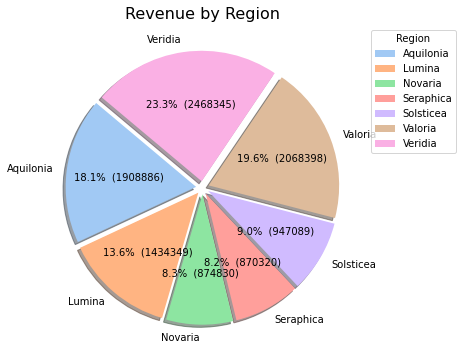 Revenue by Region
Veridia
23.3%  (2468345)
Aquilonia
18.1%  (1908886)
Valoria
19.6%  (2068398)
Lumina
13.6%  (1434349)
Novaria
8.3%  (874830)
Seraphica
8.2%  (870320)
Solsticea
9.0%  (947089)
Region
Aquilonia
Lumina
Novaria
Seraphica
Solsticea
Valoria
Veridia